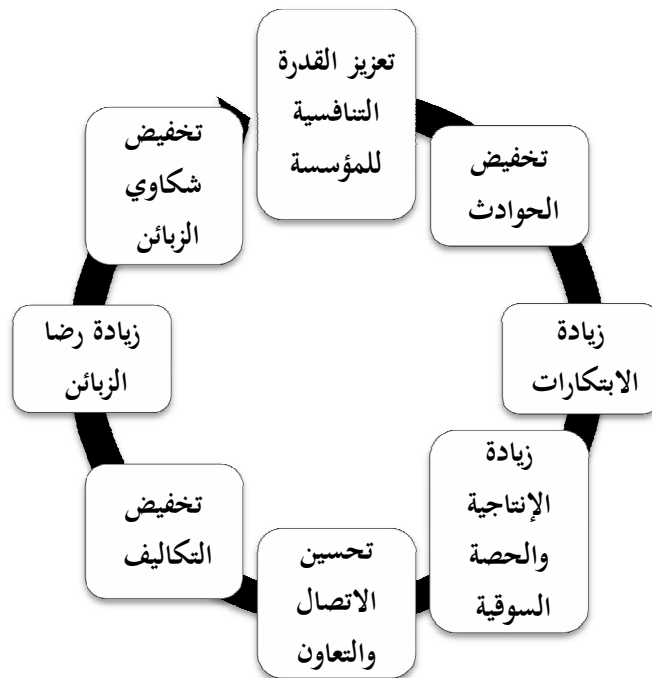 تعزيز القدرة
التنافسية
للمؤسسة
تخفيض
الحوادث
زيادة
الابتكارات
زيادة
الإنتاجية
والحصة
السوقية
تحسين
الاتصال
والتعاون
تخفيض
التكاليف
زيادة رضا
الزبائن
تخفيض
شكاوي
الزبائن